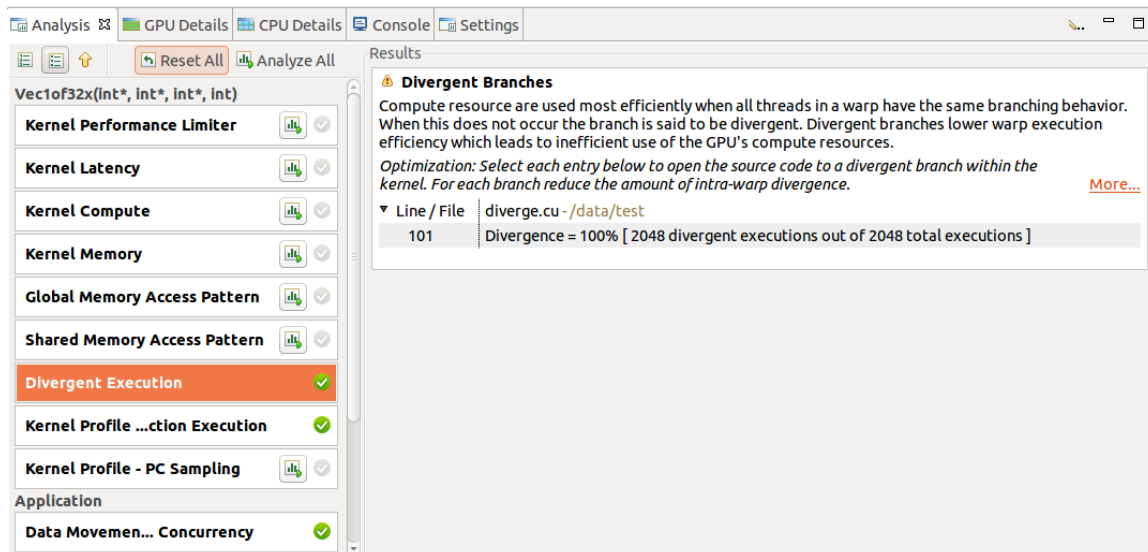 Analysis GPU Details CPU Details Console Settings
Reset All Analyze All
Vec1of32x(int*, int*, int*, int)
Kernel Performance Limiter
Kernel Latency
Kernel Compute
Kernel Memory
Global Memory Access Pattern
Shared Memory Access Pattern
Divergent Execution
Kernel Profile ...ction Execution
Kernel Profile - PC Sampling
Application
Data Movemen... Concurrency
Results
Divergent Branches
Compute resource are used most efficiently when all threads in a warp have the same branching behavior.
When this does not occur the branch is said to be divergent. Divergent branches lower warp execution
efficiency which leads to inefficient use of the GPU's compute resources.
Optimization: Select each entry below to open the source code to a divergent branch within the
kernel. For each branch reduce the amount of intra-warp divergence. More...
Line / File diverge.cu - /data/test
101 Divergence = 100% [ 2048 divergent executions out of 2048 total executions ]